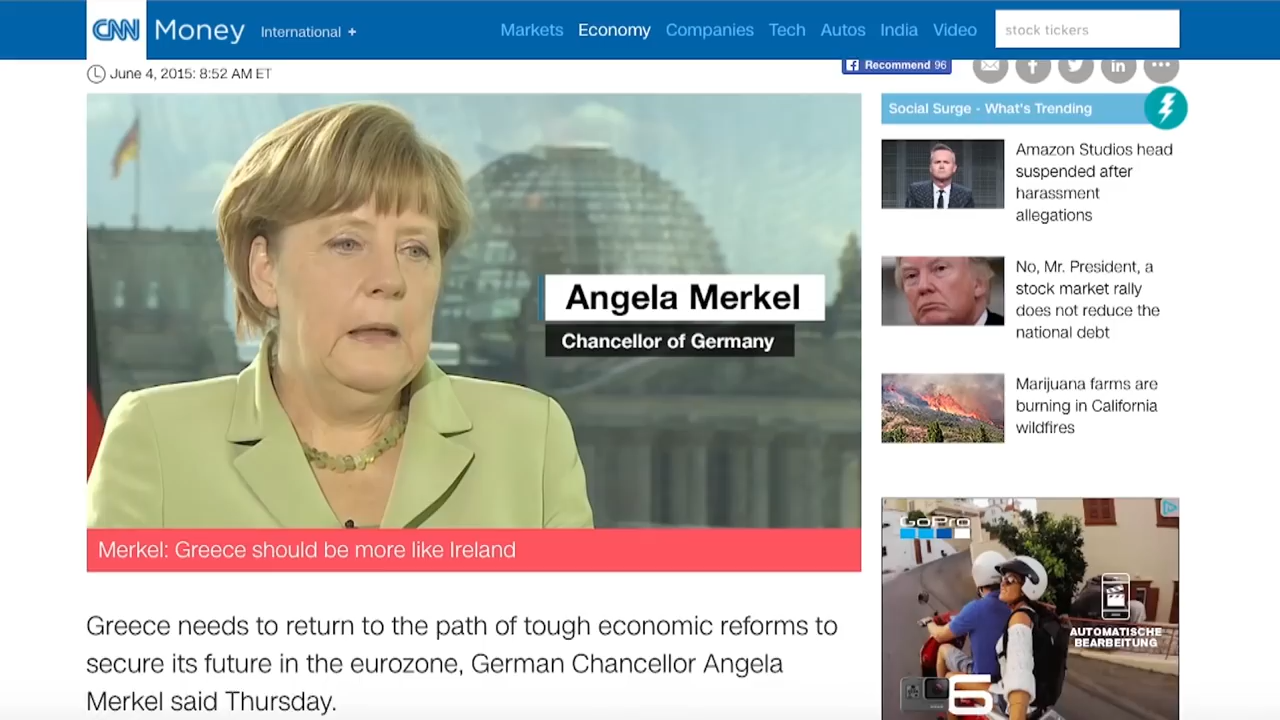 CNN Money International +
Markets Economy Companies Tech Autos India Video
stock tickers
June 4, 2015: 8:52 AM ET
Recommend 96
Angela Merkel
Chancellor of Germany
Merkel: Greece should be more like Ireland
Greece needs to return to the path of tough economic reforms to
secure its future in the eurozone, German Chancellor Angela
Merkel said Thursday.
Social Surge - What's Trending
Amazon Studios head
suspended after
harassment
allegations
No, Mr. President, a
stock market rally
does not reduce the
national debt
Marijuana farms are
burning in California
wildfires
GoPro
AUTOMATISCHE
BEARBEITUNG
6